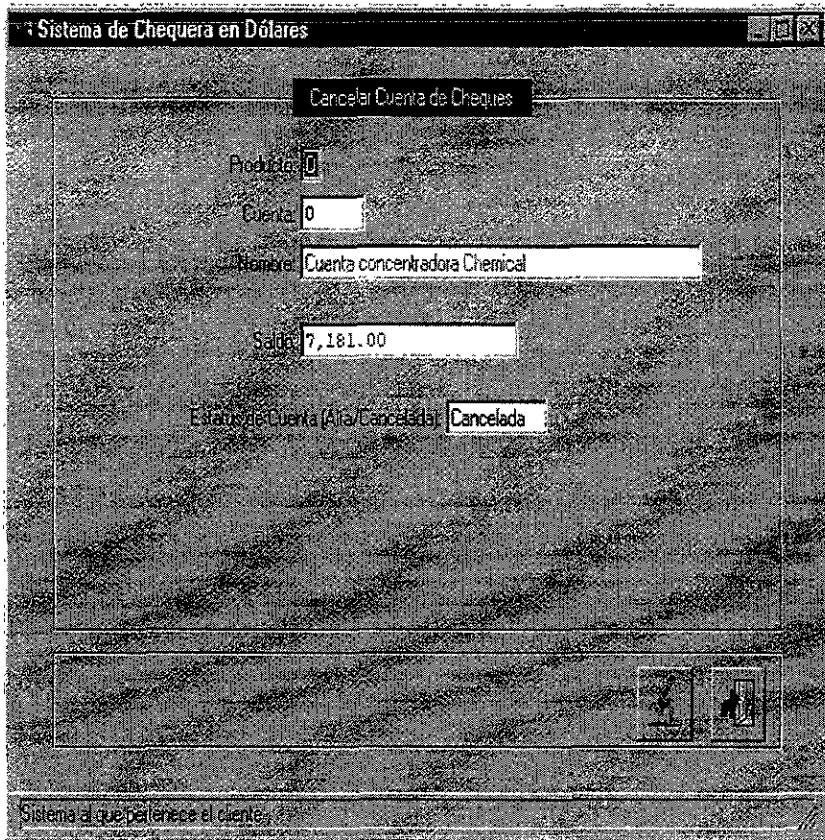 Sistema de Chequera en Dólares
Cancelar Cuenta de Cheques
Producto:
Cuenta: 0
Nombre: Cuenta concentradora Chemical
Saldo: 7,181.00
Estatus de Cuenta (Alta/Cancelada): Cancelada
Sistema al que pertenece el cliente